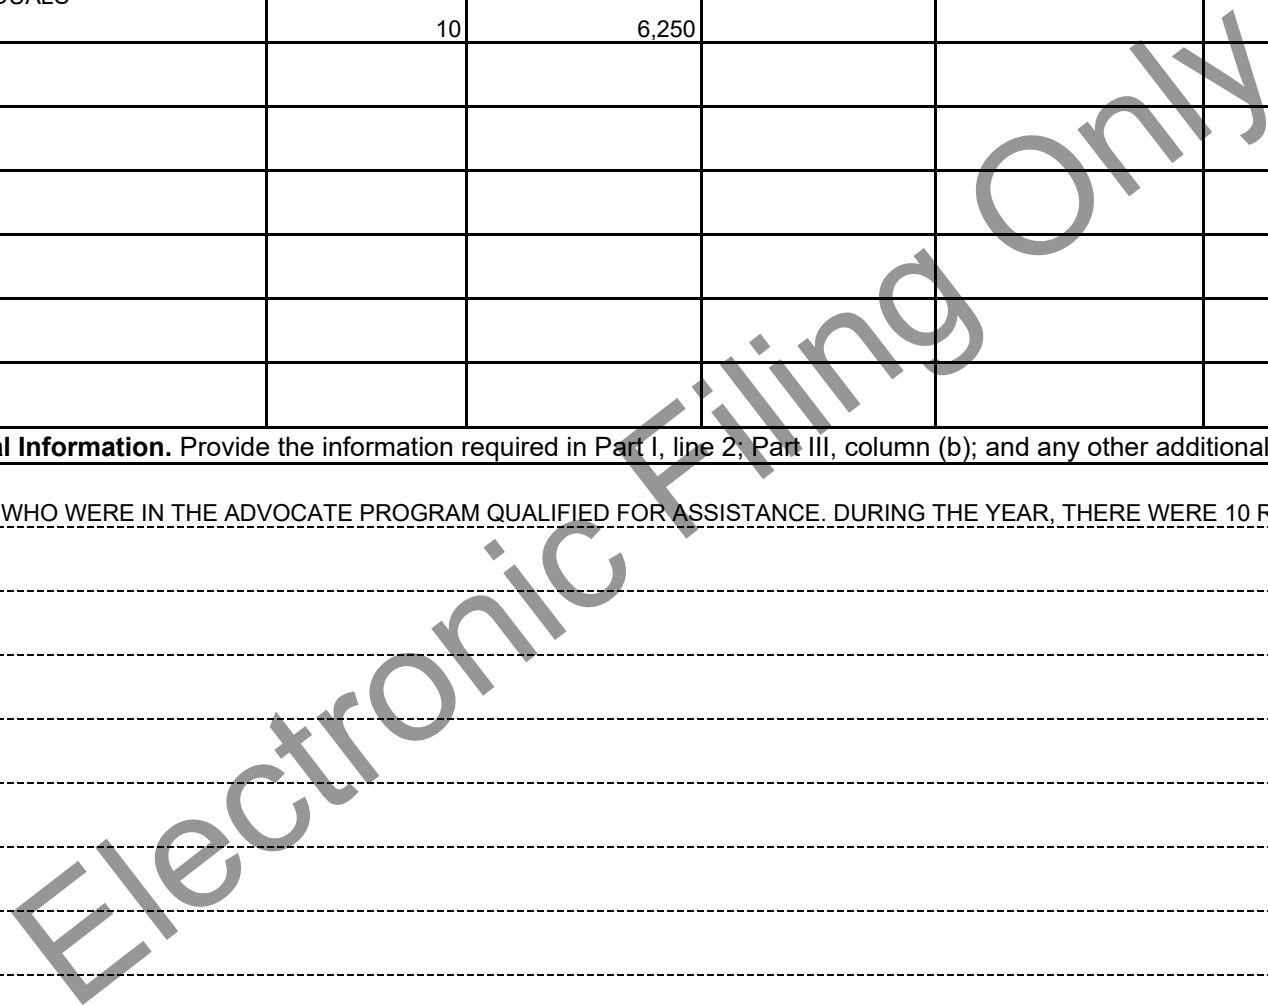 10 6,250
al Information. Provide the information required in Part I, line 2; Part III, column (b); and any other additional
WHO WERE IN THE ADVOCATE PROGRAM QUALIFIED FOR ASSISTANCE. DURING THE YEAR, THERE WERE 10 R
Electronic Filing Only